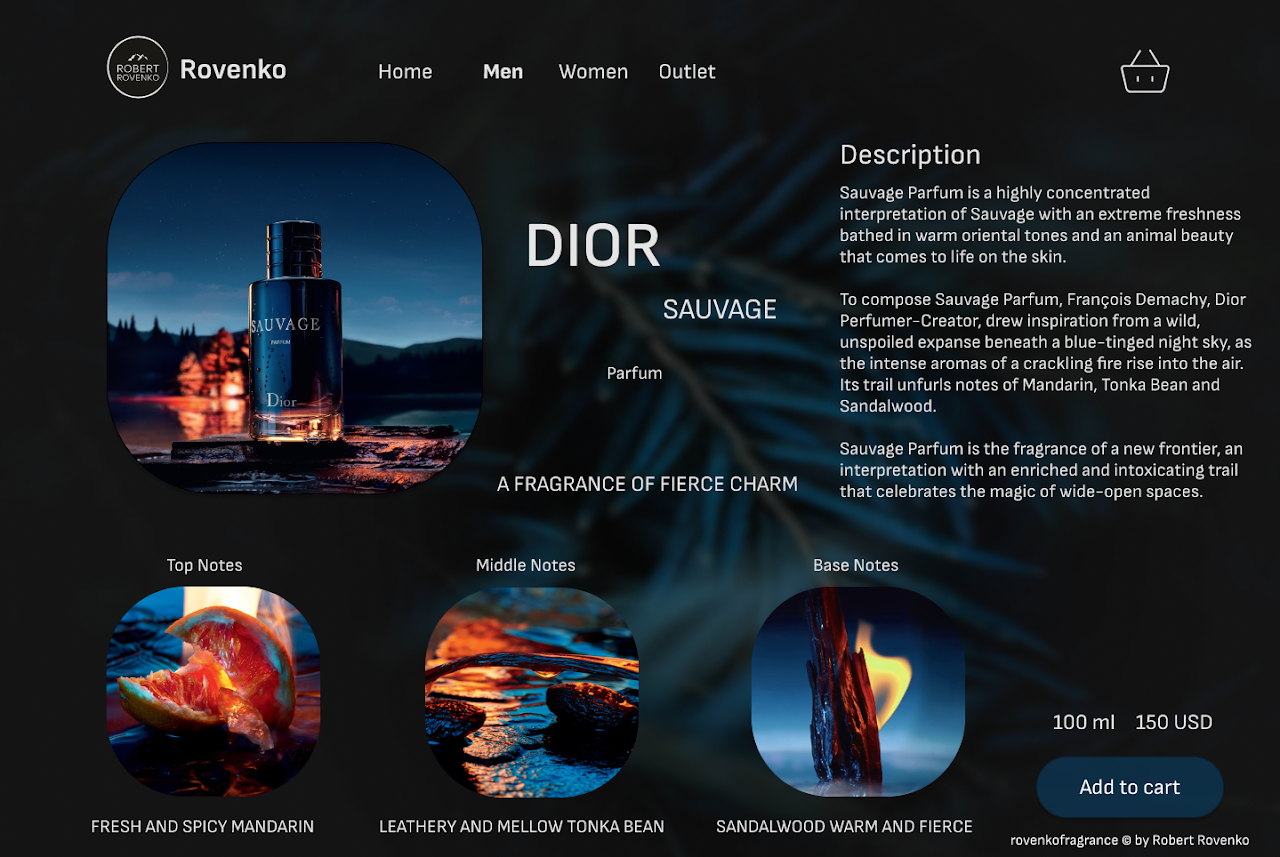 ROBERT
ROVENKO
Rovenko
Home
Men
Women
Outlet
SAUVAGE
PARFUM
Dior
DIOR
SAUVAGE
Parfum
A FRAGRANCE OF FIERCE CHARM
Description
Sauvage Parfum is a highly concentrated
interpretation of Sauvage with an extreme freshness
bathed in warm oriental tones and an animal beauty
that comes to life on the skin.
To compose Sauvage Parfum, François Demachy, Dior
Perfumer-Creator, drew inspiration from a wild,
unspoiled expanse beneath a blue-tinged night sky, as
the intense aromas of a crackling fire rise into the air.
Its trail unfurls notes of Mandarin, Tonka Bean and
Sandalwood.
Sauvage Parfum is the fragrance of a new frontier, an
interpretation with an enriched and intoxicating trail
that celebrates the magic of wide-open spaces.
Top Notes
FRESH AND SPICY MANDARIN
Middle Notes
LEATHERY AND MELLOW TONKA BEAN
Base Notes
SANDALWOOD WARM AND FIERCE
100 ml
150 USD
Add to cart
rovenkofragrance © by Robert Rovenko